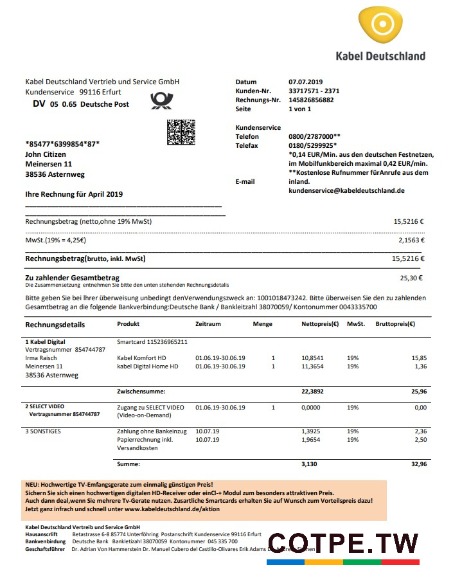 Kabel Deutschland
Kabel Deutschland Vertrieb und Service GmbH
Kundenservice 99116 Erfurt
DV 05 0.65 Deutsche Post
Datum 07.07.2019
Kunden-Nr. 33717571 - 2371
Rechnungs-Nr. 145826856882
Seite 1 von 1
Kundenservice
Telefon 0800/2787000**
Telefax 0180/5299925*
*0,14 EUR/Min. aus den deutschen Festnetzen,
im Mobilfunkbereich maximal 0,42 EUR/min.
**Kostenlose Rufnummer fürAnrufe aus dem
inland.
E-mail kundenservice@kabeldeutschland.de
*85477*6399854*87*
John Citizen
Meinersen 11
38536 Asternweg
Ihre Rechnung für April 2019
Rechnungsbetrag (netto,ohne 19% MwSt) 15,5216 €
MwSt.(19% = 4,25€) 2,1563 €
Rechnungsbetrag(brutto, inkl. MwSt) 15,5216 €
Zu zahlender Gesamtbetrag 25,30 €
Die Zusammensetzung entnehmen Sie bitte den unten stehenden Rechnungsdetails
Bitte geben Sie bei Ihrer überweisung unbedingt denVerwendungszweck an: 1001018473242. Bitte überweisen Sie den zu zahlenden
Gesamtbetrag an die folgende Bankverbindung:Deutsche Bank / Bankleitzahl 38070059/ Kontonummer 0043335700
Rechnungsdetails Produkt Zeitraum Menge Nettopreis(€) MwSt. Bruttopreis(€)
1 Kabel Digital Smartcard 115236965211
Vertragsnummer 854744787
Irma Raisch Kabel Komfort HD 01.06.19-30.06.19 1 10,8541 19% 15,85
Meinersen 11 kabel Digital Home HD 01.06.19-30.06.19 1 11,3654 19% 1,36
38536 Asternweg
Zwischensumme: 22,3892 25,96
2 SELECT VIDEO Zugang zu SELECT VIDEO 01.06.19-30.06.19 1 0,0000 19% 0,00
Vertragsnummer 854744787 (Video-on-Demand)
3 SONSTIGES Zahlung ohne Bankeinzug 10.07.19 1,3925 19% 2,36
Papierrechnung inkl. 10.07.19 1,9654 19% 2,50
Versandkosten
Summe: 3,130 32,96
NEU: Hochwertige TV-Emfangsgerate zum einmalig günstigen Preis!
Sichern Sie sich einen hochwertigen digitalen HD-Receiver oder einCI-+ Modul zum besonders attraktiven Preis.
Auch dann deal,wenn Sie mehrere Tv-Gerate nutzen. Zusartliche Smartcards erhalten Sie auf Wunsch zum Vorteilspreis dazu!
Jetzt ganz infrach und schnell unter www.kabeldeutschland.de/aktion
Kabel Deutschland Vertrieb und Service GmbH
Hausanschlift Betastrasse 6-8 85774 Unterföhring Postanschrift Kundenservice 99116 Erfurt
Bankverbindung Deutsche Bank Bankleitzahl 38070059 Kontonummer 045 335 700
Geschaftsführer Dr. Adrian Von Hammerstein Dr. Manuel Cubero del Castillo-Olivares Erik Adams
COTPE.TW